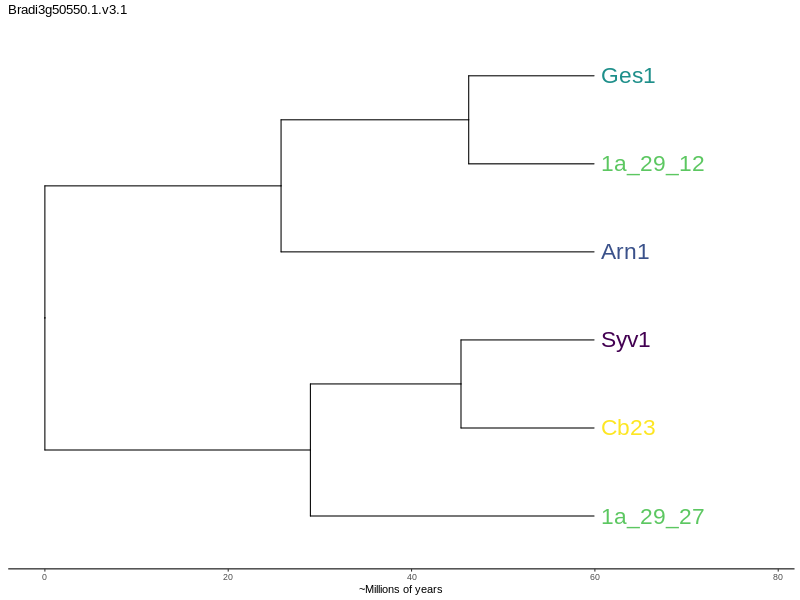 Bradi3g50550.1.v3.1
Ges1
1a_29_12
Arn1
Syv1
Cb23
1a_29_27
0 20 40 60 80
~Millions of years